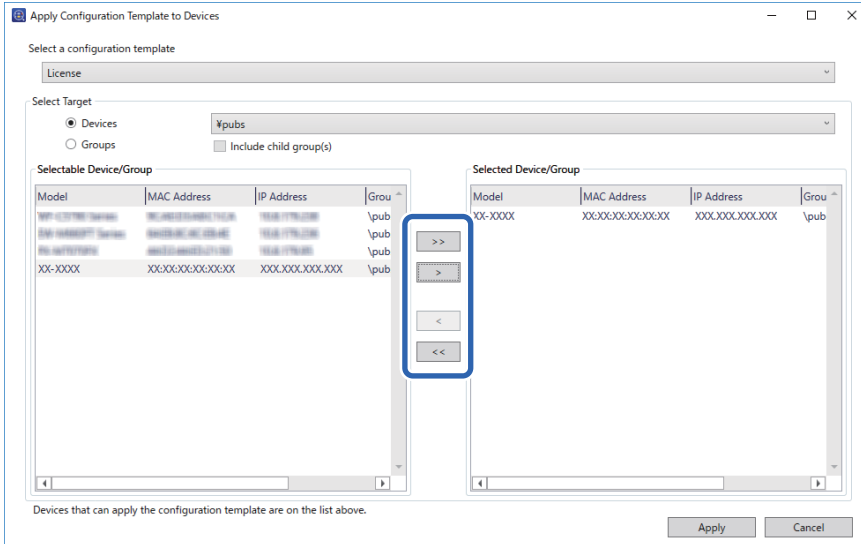 Apply Configuration Template to Devices
Select a configuration template
License
Select Target
Devices
¥pubs
Groups
Include child group(s)
Selectable Device/Group
Model MAC Address IP Address Grou
\pub
\pub
\pub
XX-XXXX XX:XX:XX:XX:XX:XX XXX.XXX.XXX.XXX \pub
>>
>
<
<<
Selected Device/Group
Model MAC Address IP Address Grou
XX-XXXX XX:XX:XX:XX:XX:XX XXX.XXX.XXX.XXX \pub
Devices that can apply the configuration template are on the list above.
Apply Cancel